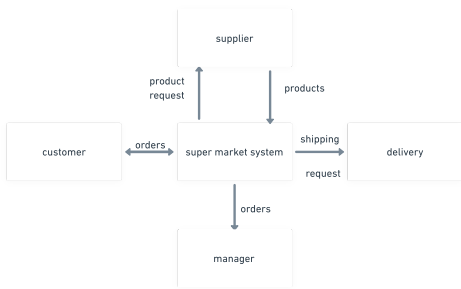 supplier
product
request
products
customer
orders
super market system
shipping
request
delivery
orders
manager